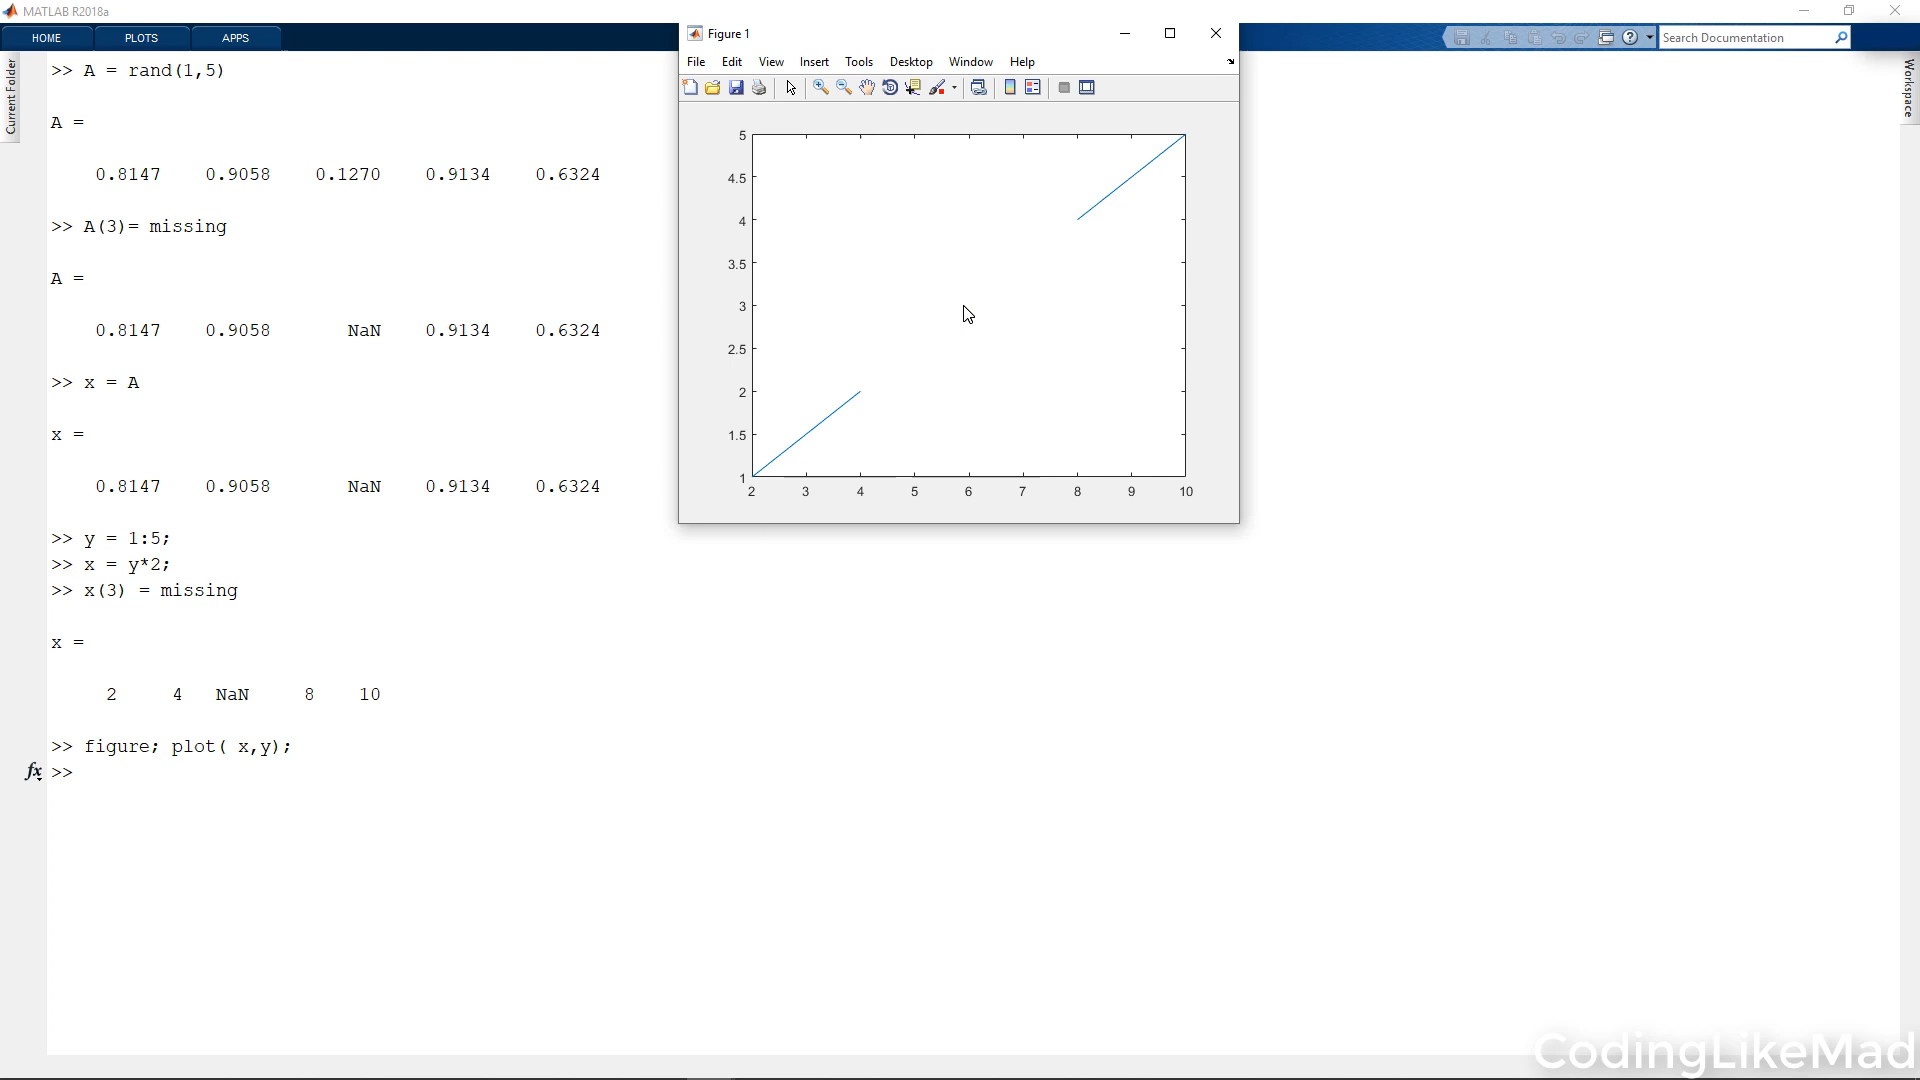 MATLAB R2018a
HOME PLOTS APPS
Search Documentation
Current Folder
Workspace
>> A = rand(1,5)
A =
0.8147 0.9058 0.1270 0.9134 0.6324
>> A(3)= missing
A =
0.8147 0.9058 NaN 0.9134 0.6324
>> x = A
x =
0.8147 0.9058 NaN 0.9134 0.6324
>> y = 1:5;
>> x = y*2;
>> x(3) = missing
x =
2 4 NaN 8 10
>> figure; plot( x,y);
fx >>
Figure 1
File Edit View Insert Tools Desktop Window Help
5
4.5
4
3.5
3
2.5
2
1.5
1
2 3 4 5 6 7 8 9 10
CodingLikeMad